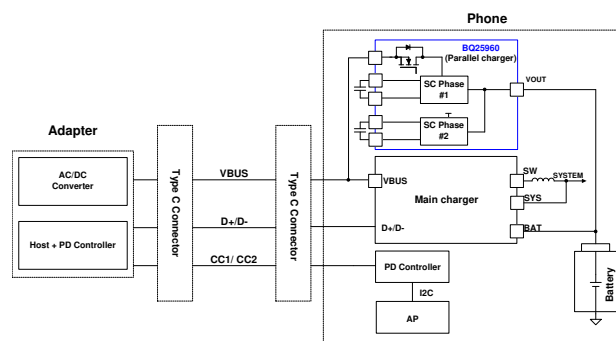 Phone
BQ25960
(Parallel charger)
SC Phase
#1
VOUT
SC Phase
#2
Adapter
AC/DC
Converter
Host + PD Controller
Type C Connector
VBUS
D+/D-
CC1/ CC2
Type C Connector
VBUS
D+/D-
Main charger
SW
SYSTEM
SYS
BAT
PD Controller
I2C
AP
Battery